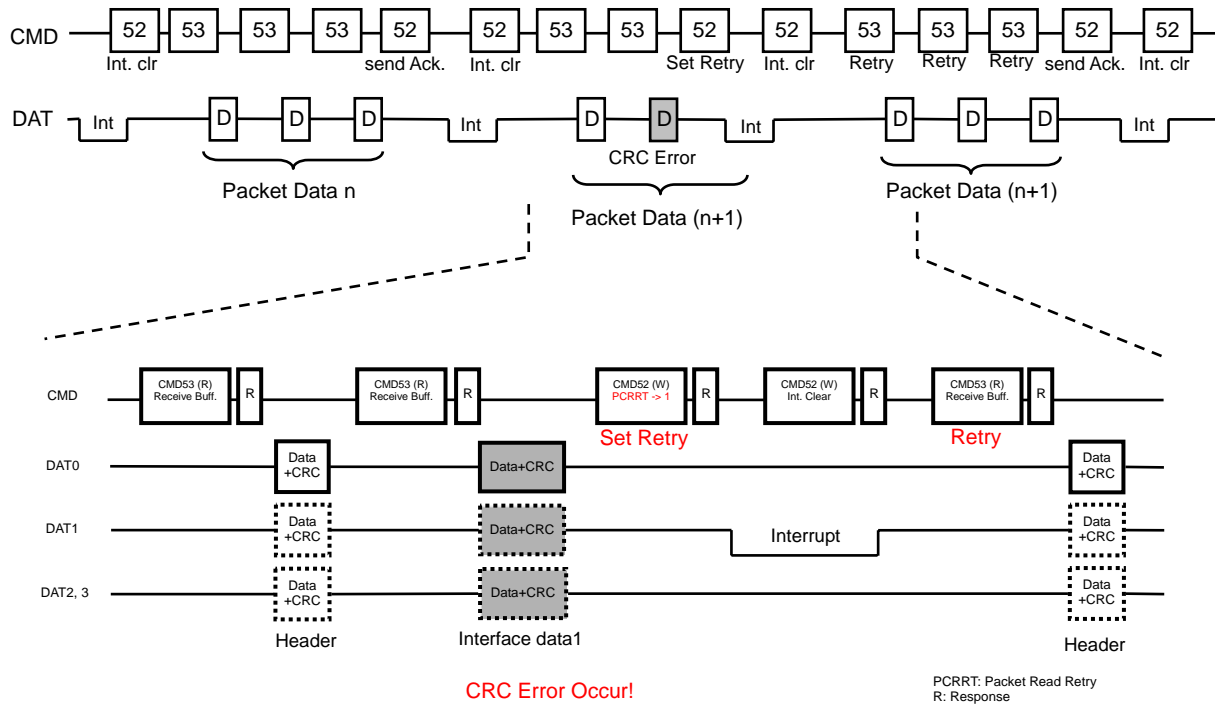 CMD 52 53 53 53 52 52 53 53 52 52 53 53 53 52 52
Int. clr send Ack. Int. clr Set Retry Int. clr Retry Retry Retry send Ack. Int. clr
DAT Int D D D Int D D Int D D D Int
CRC Error
Packet Data n
Packet Data (n+1)
Packet Data (n+1)
CMD
CMD53 (R)
Receive Buff.
R
CMD53 (R)
Receive Buff.
R
CMD52 (W)
PCRRT -> 1
R
CMD52 (W)
Int. Clear
R
CMD53 (R)
Receive Buff.
R
Set Retry
Retry
DAT0
Data
+CRC
Data+CRC
Data
+CRC
DAT1
Data
+CRC
Data+CRC
Interrupt
Data
+CRC
DAT2, 3
Data
+CRC
Data+CRC
Data
+CRC
Header
Interface data1
Header
CRC Error Occur!
PCRRT: Packet Read Retry
R: Response